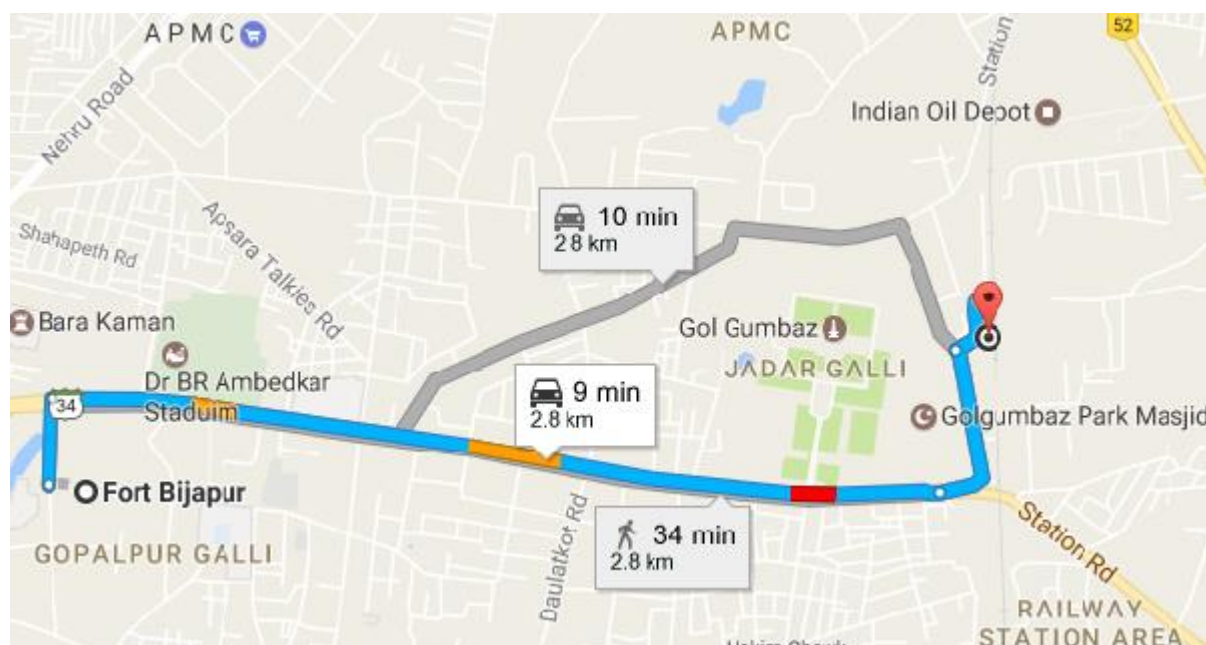 APMC
APMC
52
Nehru Road
Station
Indian Oil Depot
Apsara Talkies Rd
10 min
2 8 km
Shahapeth Rd
Bara Kaman
Gol Gumbaz
JADAR GALLI
Dr BR Ambedkar
Staduim
34
9 min
2.8 km
Golgumbaz Park Masjid
Fort Bijapur
34 min
2.8 km
Daulatkot Rd
Station Rd
GOPALPUR GALLI
RAILWAY
STATION AREA